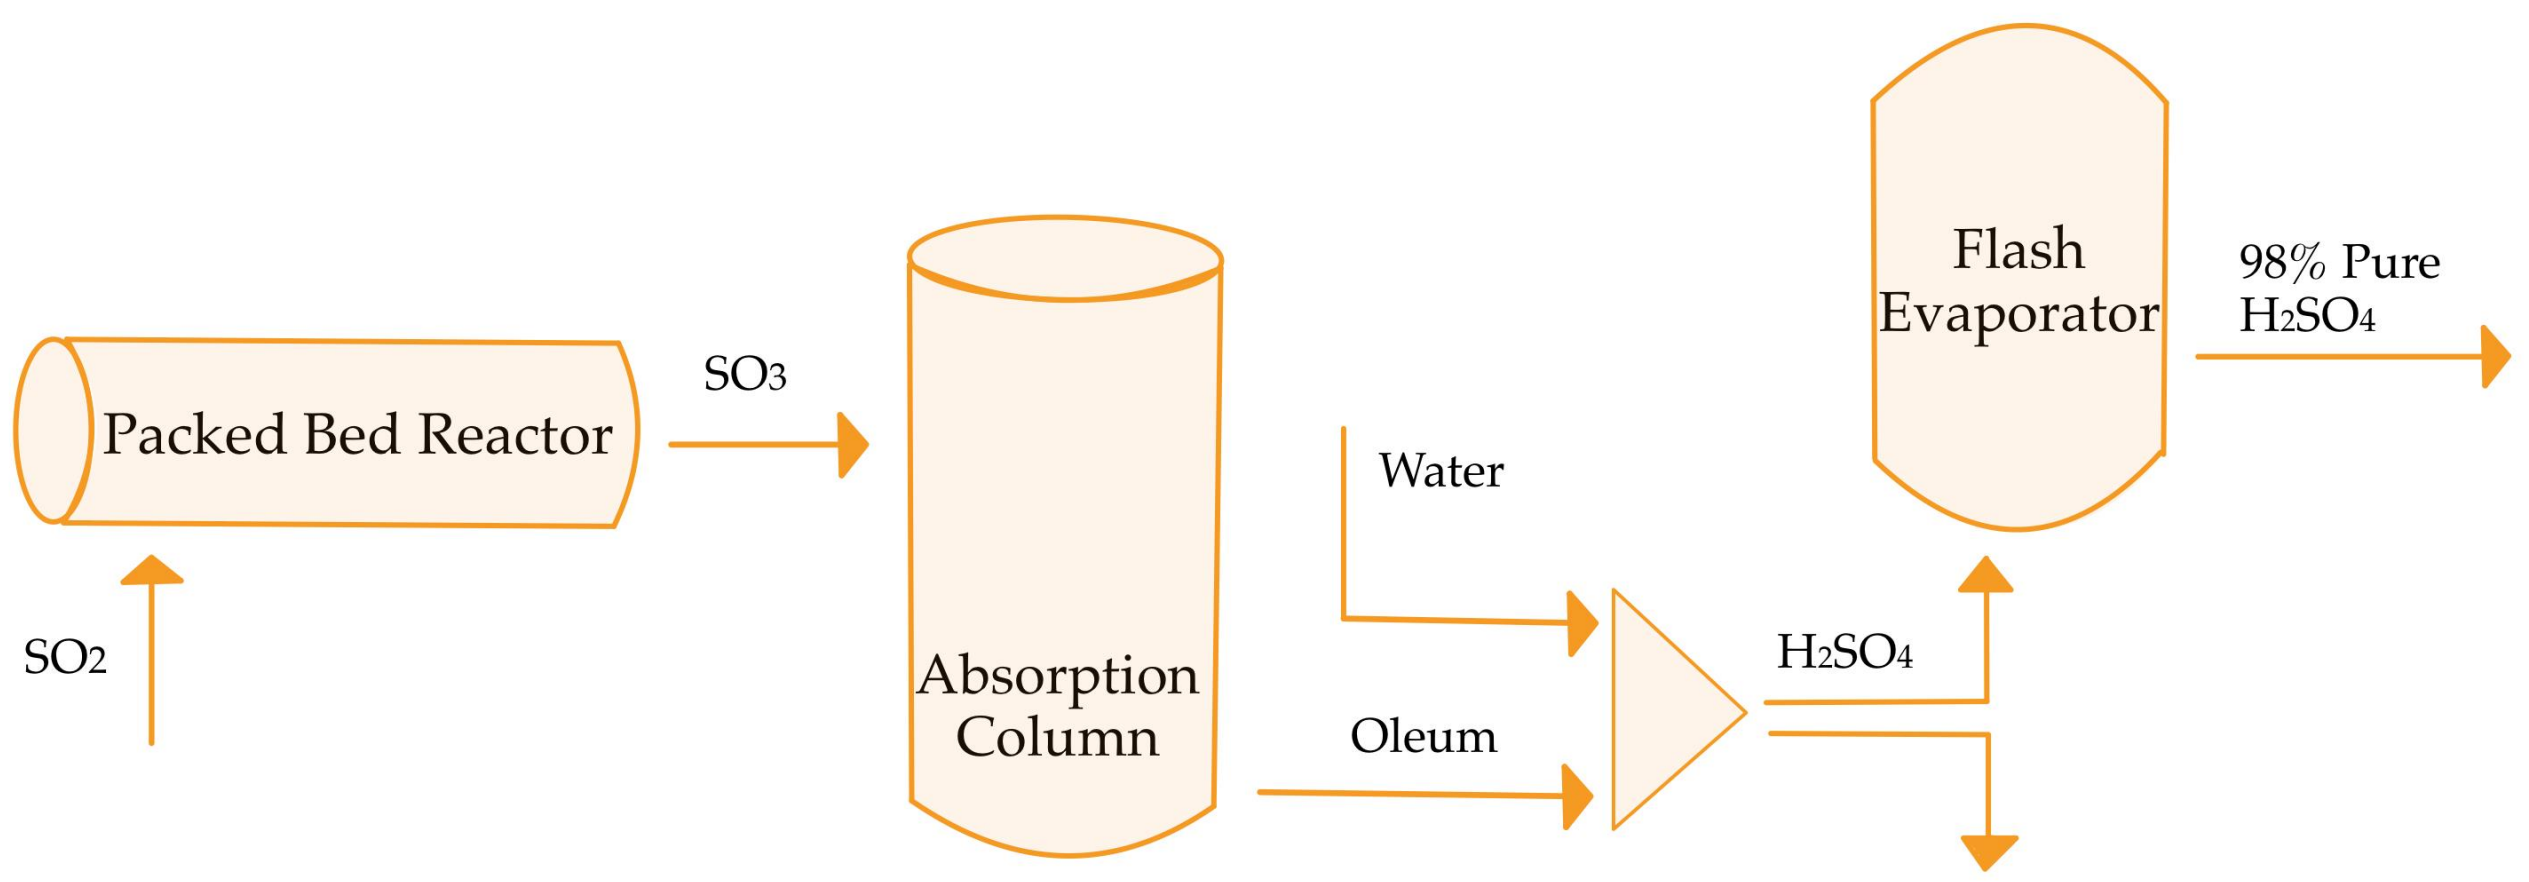 SO2
Packed Bed Reactor
SO3
Absorption
Column
Water
Oleum
H2SO4
Flash
Evaporator
98% Pure
H2SO4